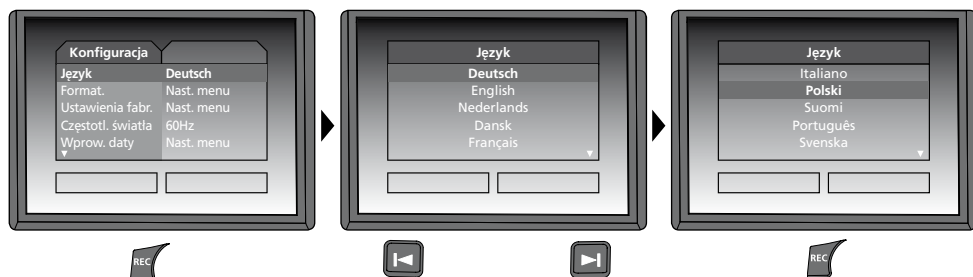 Konfiguracja
Język Deutsch
Format. Nast. menu
Ustawienia fabr. Nast. menu
Częstotl. światła 60Hz
Wprow. daty Nast. menu
Język
Deutsch
English
Nederlands
Dansk
Français
Język
Italiano
Polski
Suomi
Português
Svenska
REC
REC